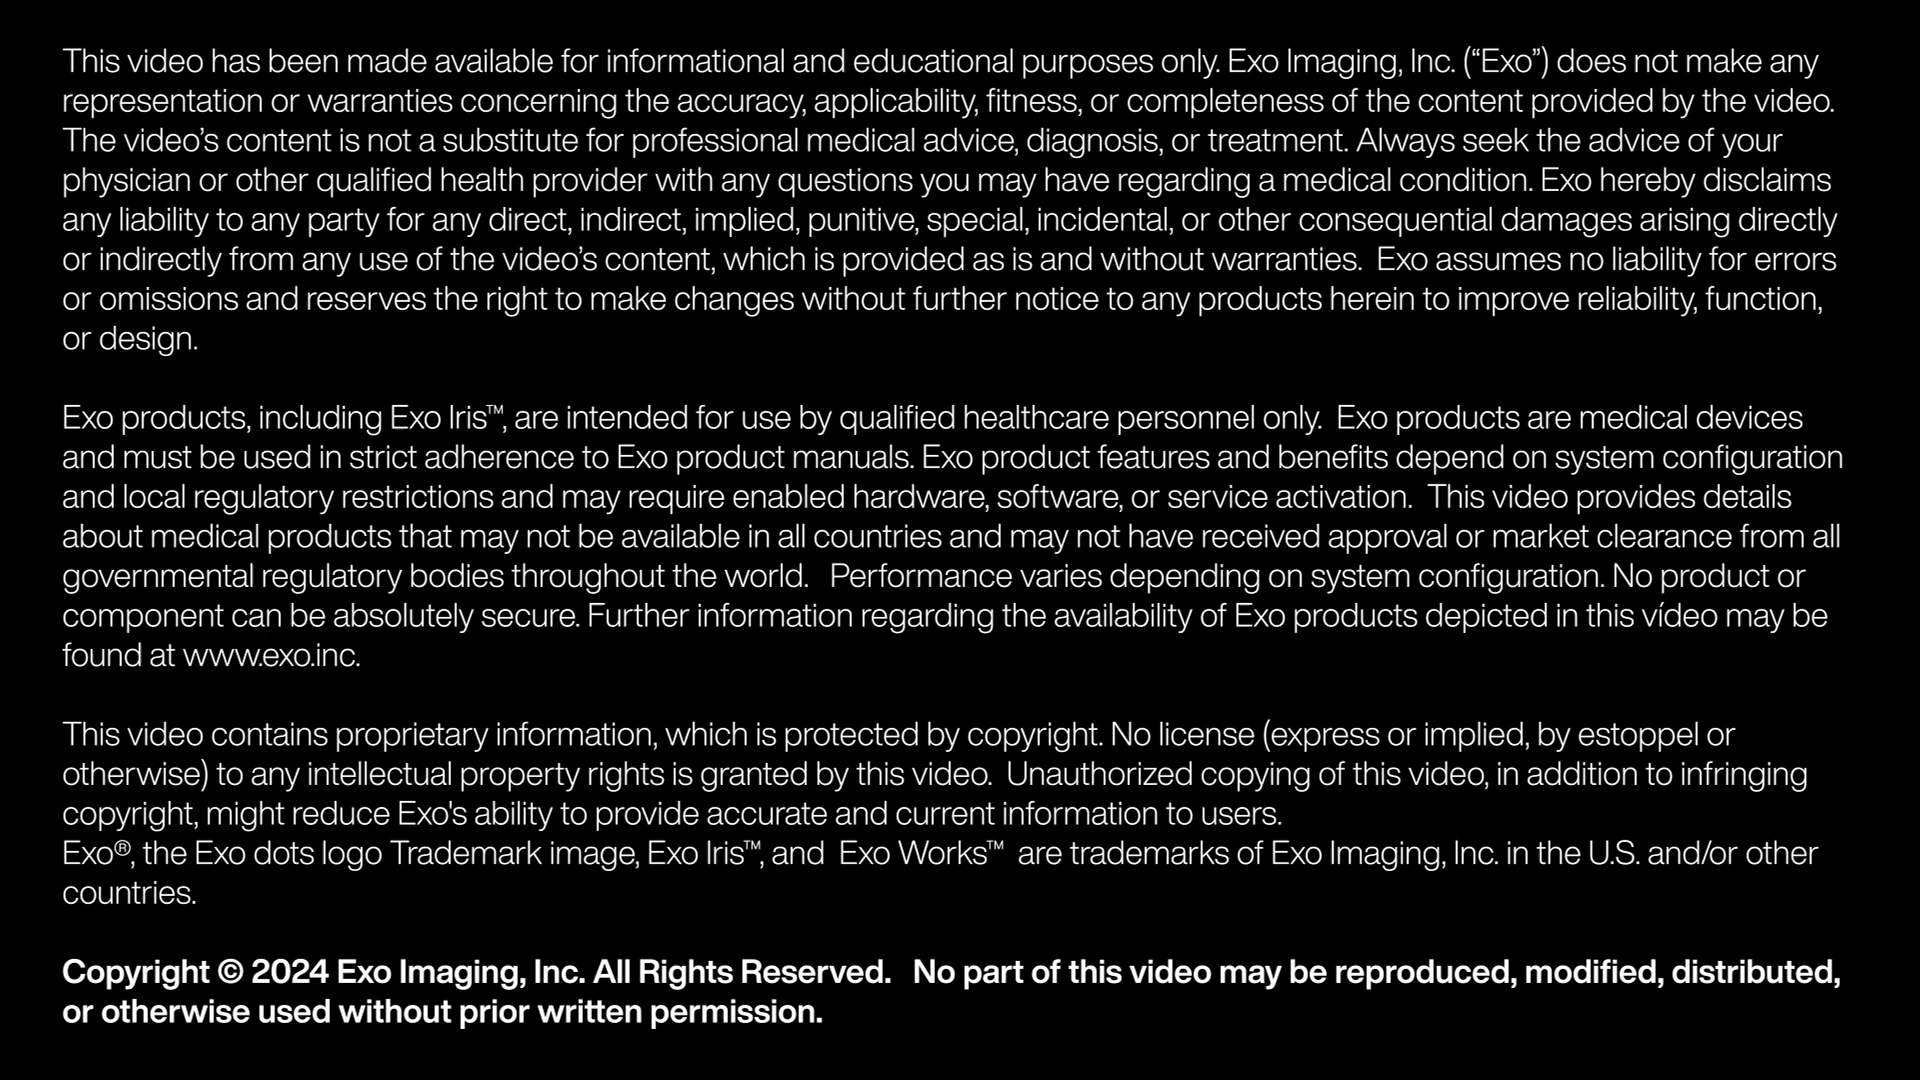 This video has been made available for informational and educational purposes only. Exo Imaging, Inc. (“Exo”) does not make any
representation or warranties concerning the accuracy, applicability, fitness, or completeness of the content provided by the video.
The video’s content is not a substitute for professional medical advice, diagnosis, or treatment. Always seek the advice of your
physician or other qualified health provider with any questions you may have regarding a medical condition. Exo hereby disclaims
any liability to any party for any direct, indirect, implied, punitive, special, incidental, or other consequential damages arising directly
or indirectly from any use of the video’s content, which is provided as is and without warranties.  Exo assumes no liability for errors
or omissions and reserves the right to make changes without further notice to any products herein to improve reliability, function,
or design.
Exo products, including Exo Iris™, are intended for use by qualified healthcare personnel only.  Exo products are medical devices
and must be used in strict adherence to Exo product manuals. Exo product features and benefits depend on system configuration
and local regulatory restrictions and may require enabled hardware, software, or service activation.  This video provides details
about medical products that may not be available in all countries and may not have received approval or market clearance from all
governmental regulatory bodies throughout the world.   Performance varies depending on system configuration. No product or
component can be absolutely secure. Further information regarding the availability of Exo products depicted in this vídeo may be
found at www.exo.inc.
This video contains proprietary information, which is protected by copyright. No license (express or implied, by estoppel or
otherwise) to any intellectual property rights is granted by this video.  Unauthorized copying of this video, in addition to infringing
copyright, might reduce Exo's ability to provide accurate and current information to users.
Exo®, the Exo dots logo Trademark image, Exo Iris™, and  Exo Works™  are trademarks of Exo Imaging, Inc. in the U.S. and/or other
countries.
Copyright © 2024 Exo Imaging, Inc. All Rights Reserved.   No part of this video may be reproduced, modified, distributed,
or otherwise used without prior written permission.